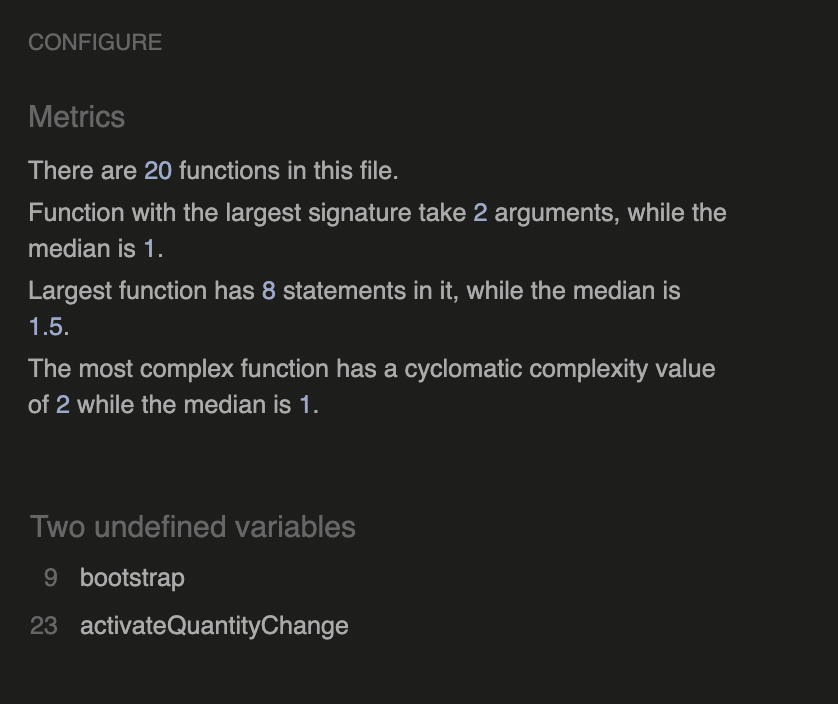 CONFIGURE
Metrics
There are 20 functions in this file.
Function with the largest signature take 2 arguments, while the
median is 1.
Largest function has 8 statements in it, while the median is
1.5.
The most complex function has a cyclomatic complexity value
of 2 while the median is 1.
Two undefined variables
9 bootstrap
23 activateQuantityChange